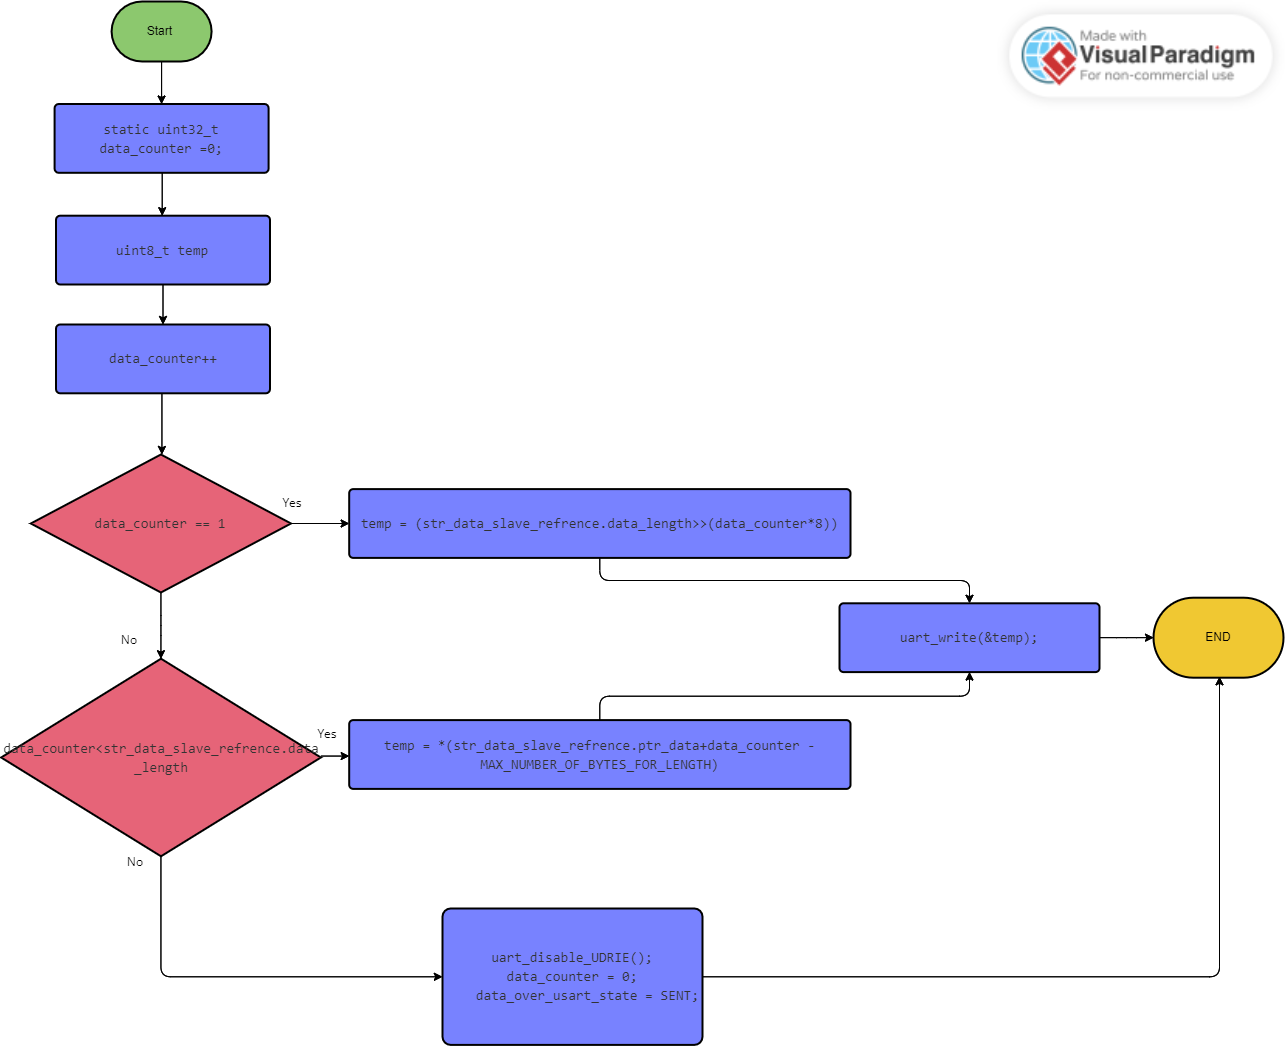 Start
Made with
Visual Paradigm
For non-commercial use
static uint32_t
data_counter =0;
uint8_t temp
data_counter++
data_counter == 1
Yes
temp = (str_data_slave_refrence.data_length>>(data_counter*8))
No
uart_write(&temp);
END
data_counter<str_data_slave_refrence.data
_length
Yes
temp = *(str_data_slave_refrence.ptr_data+data_counter -
MAX_NUMBER_OF_BYTES_FOR_LENGTH)
No
uart_disable_UDRIE();
data_counter = 0;
data_over_usart_state = SENT;